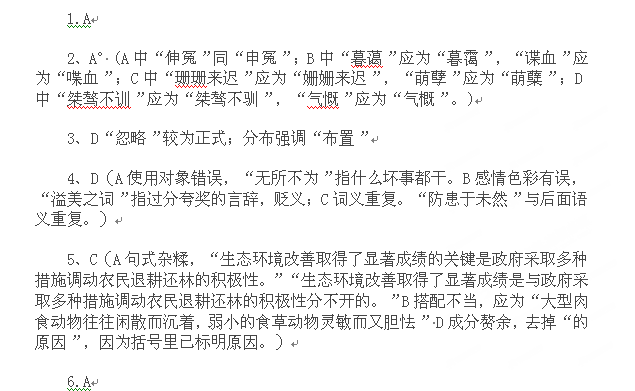 1.A
2、A°·(A中“伸冤”同“申冤”；B中“暮蔼”应为“暮霭”，“谍血”应
为“喋血”；C中“珊珊来迟”应为“姗姗来迟”，“萌孽”应为“萌蘖”；D
中“桀骜不训”应为“桀骜不驯”，“气慨”应为“气概”。)
3、D“忽略”较为正式；分布强调“布置”
4、D（A使用对象错误，“无所不为”指什么坏事都干。B感情色彩有误，
“溢美之词”指过分夸奖的言辞，贬义；C词义重复。“防患于未然”与后面语
义重复。）
5、C（A句式杂糅，“生态环境改善取得了显著成绩的关键是政府采取多种
措施调动农民退耕还林的积极性。”“生态环境改善取得了显著成绩是与政府采
取多种措施调动农民退耕还林的积极性分不开的。”B搭配不当，应为“大型肉
食动物往往闲散而沉着，弱小的食草动物灵敏而又胆怯”·D成分赘余，去掉“的
原因”，因为括号里已标明原因。）
6.A